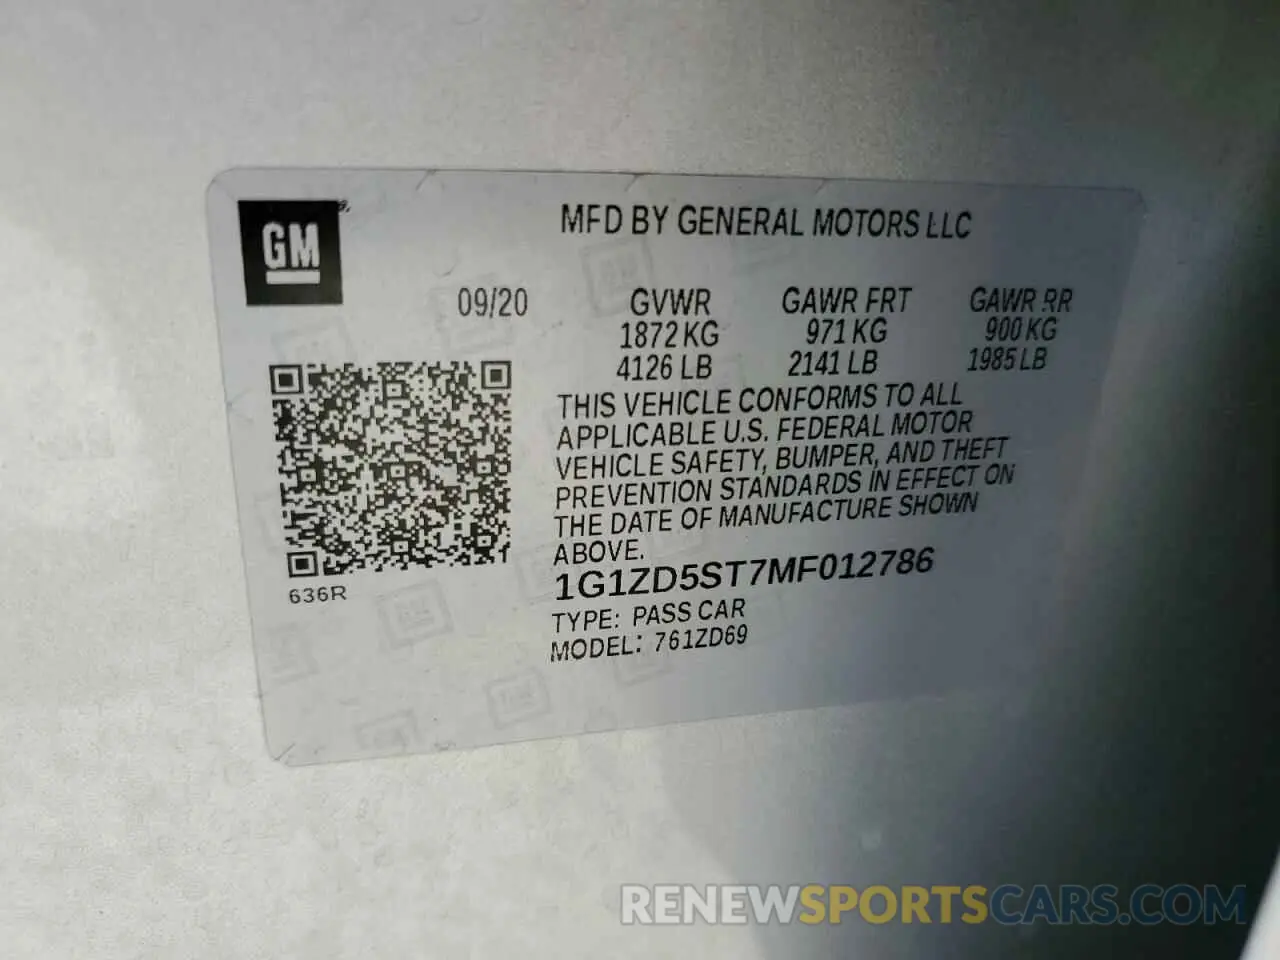 GM
MFD BY GENERAL MOTORS LLC
09/20 GVWR GAWR FRT GAWR RR
1872 KG 971 KG 900 KG
4126 LB 2141 LB 1985 LB
THIS VEHICLE CONFORMS TO ALL
APPLICABLE U.S. FEDERAL MOTOR
VEHICLE SAFETY, BUMPER, AND THEFT
PREVENTION STANDARDS IN EFFECT ON
THE DATE OF MANUFACTURE SHOWN
ABOVE.
1G1ZD5ST7MF012786
636R
TYPE: PASS CAR
MODEL: 761ZD69
RENEWSPORTSCARS.COM